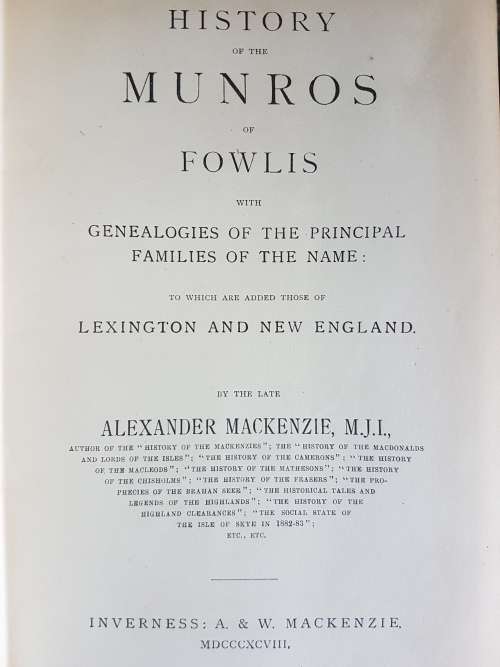 HISTORY
OF THE
MUNROS
OF
FOWLIS
WITH
GENEALOGIES OF THE PRINCIPAL
FAMILIES OF THE NAME:
TO WHICH ARE ADDED THOSE OF
LEXINGTON AND NEW ENGLAND.
BY THE LATE
ALEXANDER MACKENZIE, M.J.I.,
AUTHOR OF THE "HISTORY OF THE MACKENZIES"; THE "HISTORY OF THE MACDONALDS
AND LORDS OF THE ISLES"; "THE HISTORY OF THE CAMERONS"; "THE HISTORY
OF THE MACLEODS"; "THE HISTORY OF THE MATHESONS"; "THE HISTORY
OF THE CHISHOLMS"; "THE HISTORY OF THE FRASERS"; "THE PRO-
PHECIES OF THE BRAHAN SEER"; "THE HISTORICAL TALES AND
LEGENDS OF THE HIGHLANDS"; "THE HISTORY OF THE
HIGHLAND CLEARANCES"; "THE SOCIAL STATE OF
THE ISLE OF SKYE IN 1882-83";
ETC., ETC.
INVERNESS: A. & W. MACKENZIE.
MDCCCXCVIII.